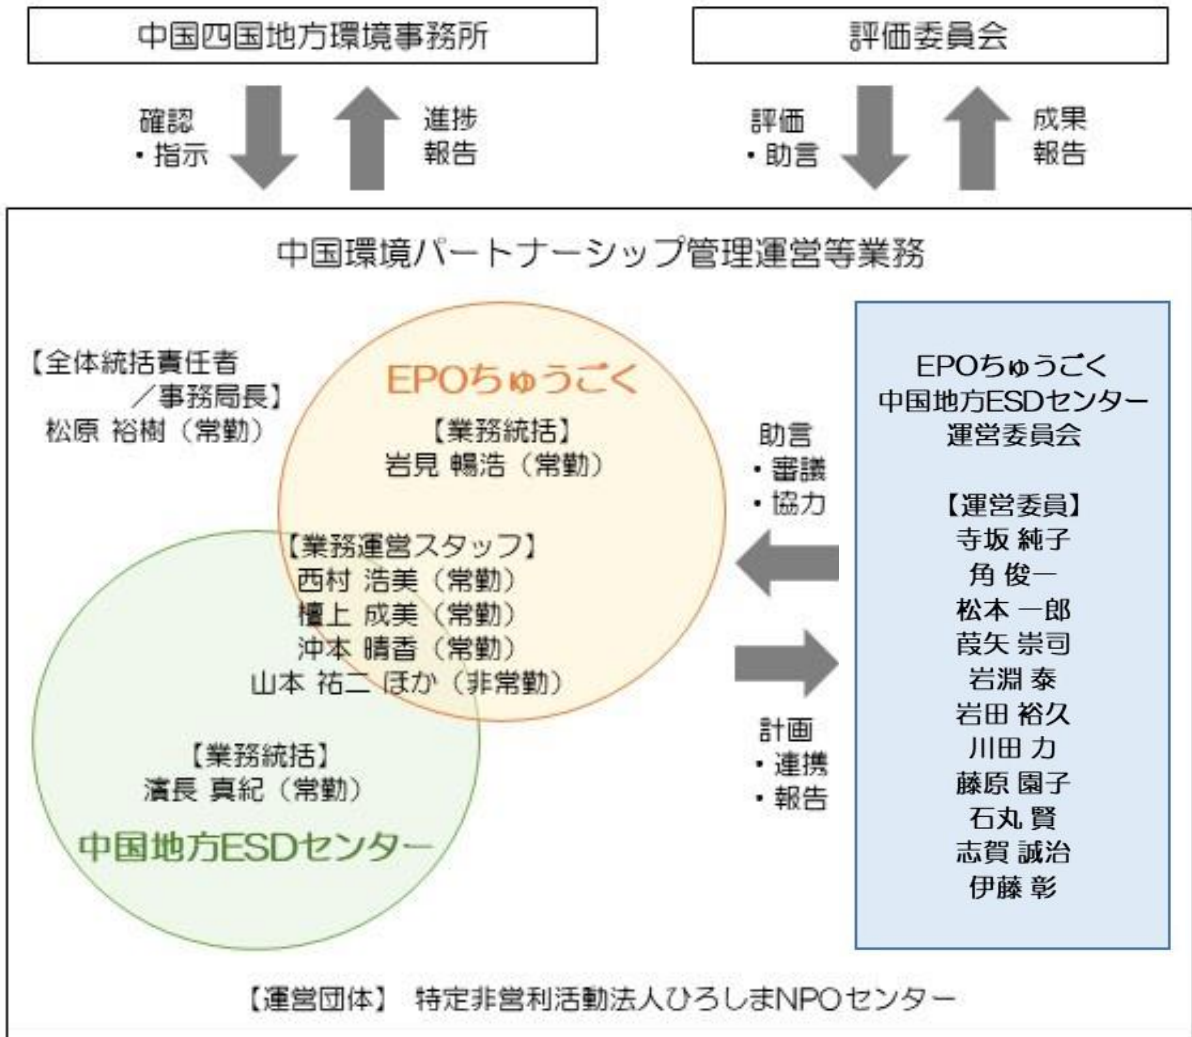 中国四国地方環境事務所
評価委員会
確認
・指示
進捗
報告
評価
・助言
成果
報告
中国環境パートナーシップ管理運営等業務
【全体統括責任者
／事務局長】
松原 裕樹（常勤）
EPOちゅうごく
【業務統括】
岩見 暢浩（常勤）
【業務運営スタッフ】
西村 浩美（常勤）
檀上 成美（常勤）
沖本 晴香（常勤）
山本 祐二 ほか（非常勤）
【業務統括】
濱長 真紀（常勤）
中国地方ESDセンター
助言
・審議
・協力
計画
・連携
・報告
EPOちゅうごく
中国地方ESDセンター
運営委員会
【運営委員】
寺坂 純子
角 俊一
松本 一郎
葭矢 崇司
岩淵 泰
岩田 裕久
川田 力
藤原 園子
石丸 賢
志賀 誠治
伊藤 彰
【運営団体】 特定非営利活動法人ひろしまNPOセンター